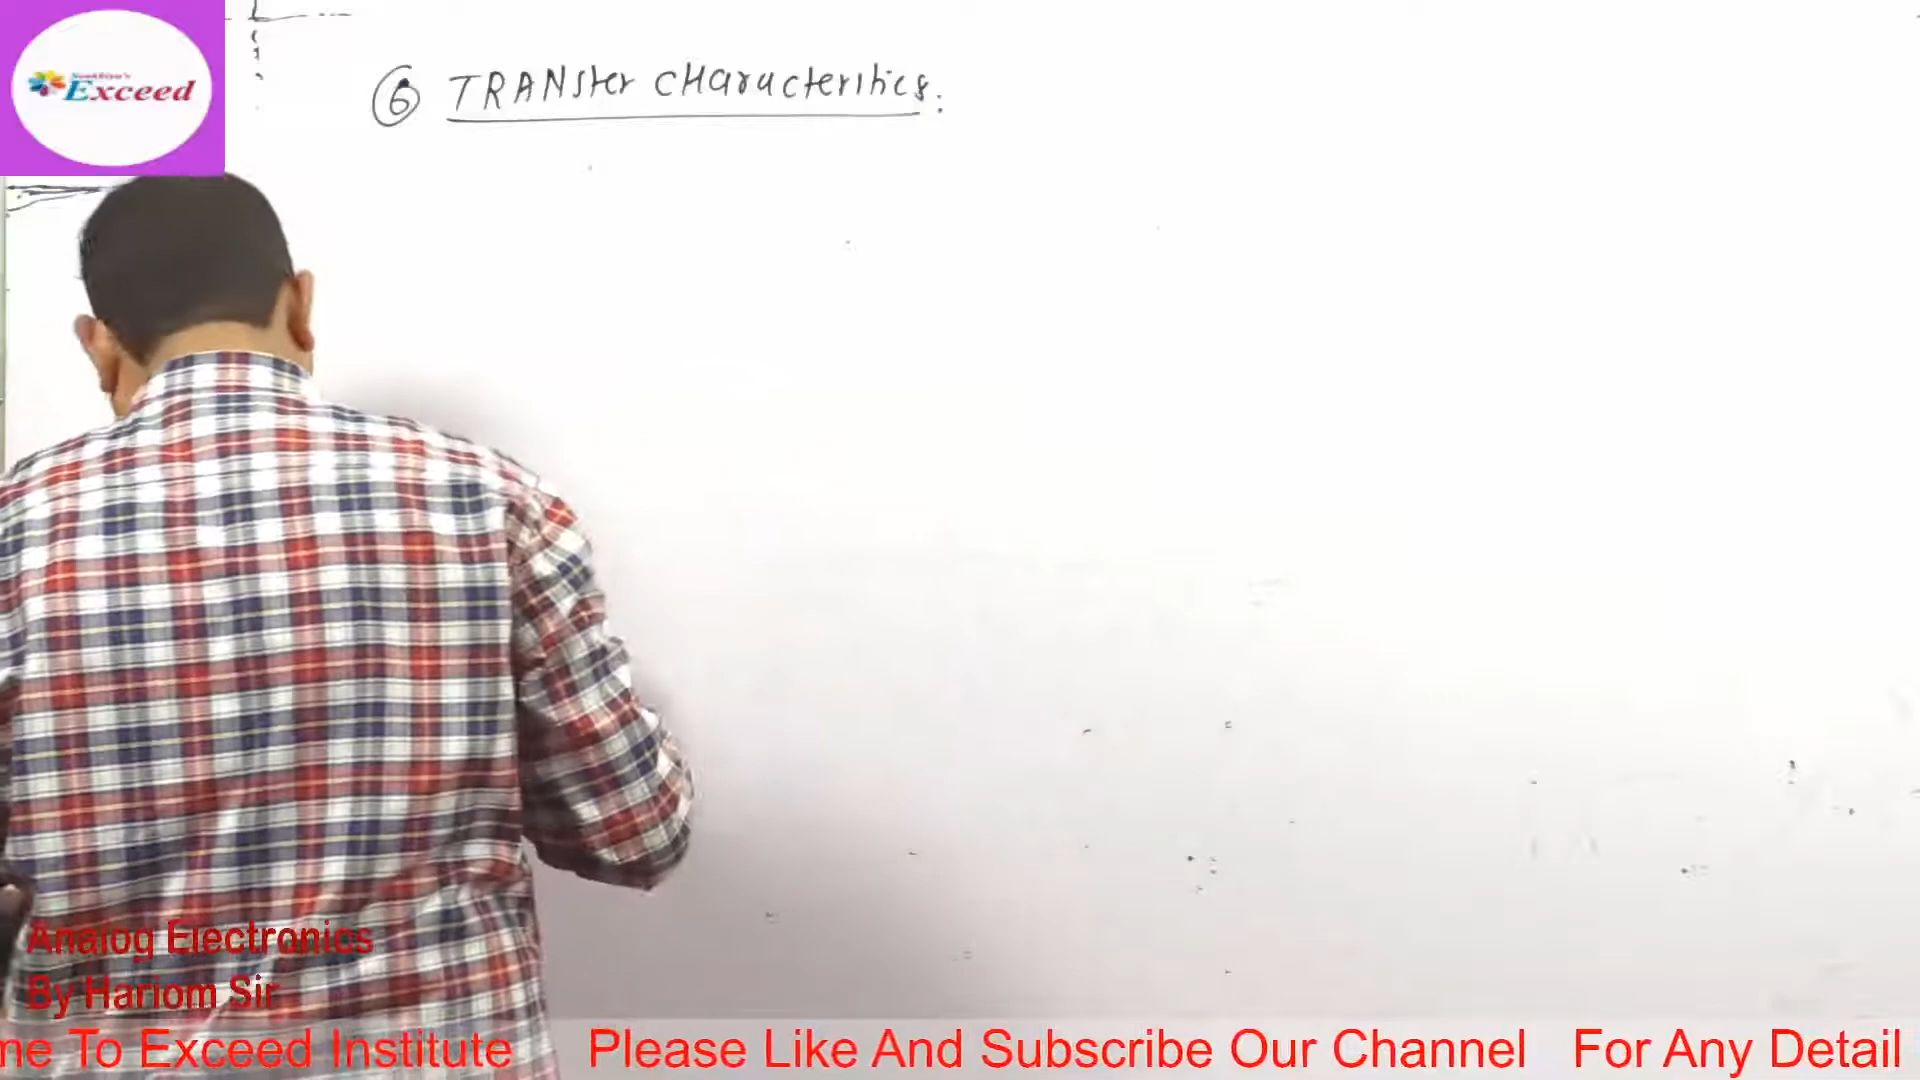 Exceed
6 TRANSfer CHaracteristics:
Analog Electronics
By Hariom Sir
me To Exceed Institute Please Like And Subscribe Our Channel For Any Detail